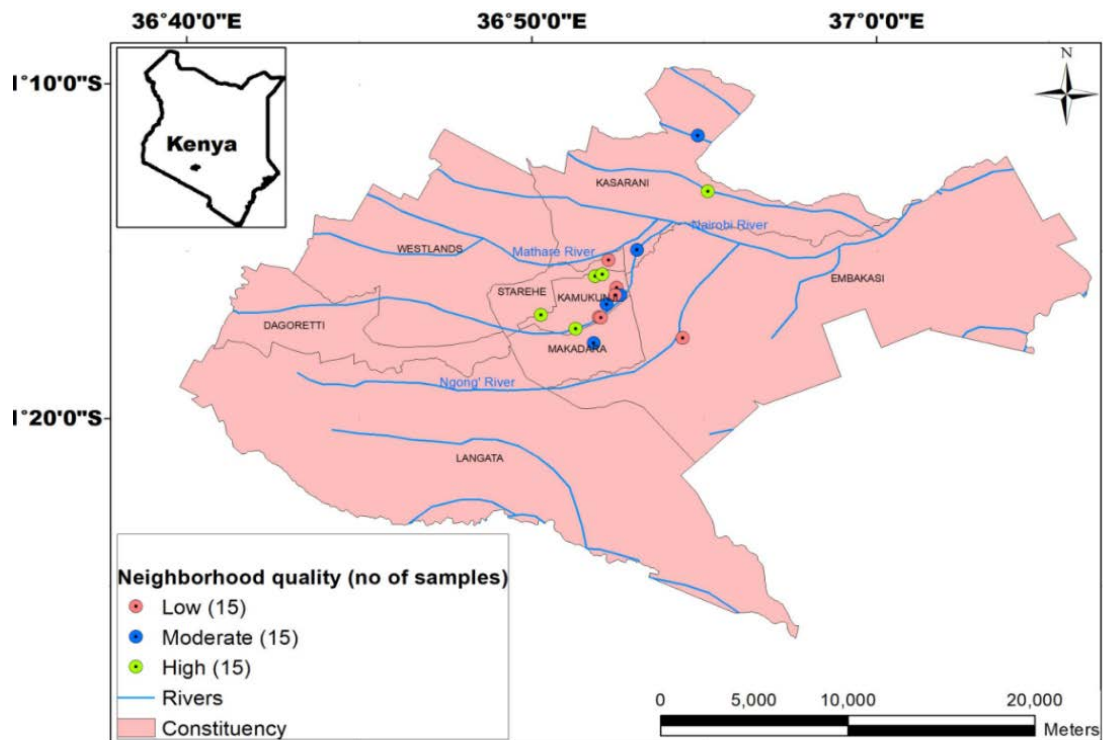 36°40'0"E 36°50'0"E 37°0'0"E
1°10'0"S
N
Kenya
KASARANI
Nairobi River
WESTLANDS
Mathare River
EMBAKASI
STAREHE
KAMUKUNJI
DAGORETTI
MAKADARA
Ngong' River
1°20'0"S
LANGATA
Neighborhood quality (no of samples)
Low (15)
Moderate (15)
High (15)
Rivers
Constituency
0 5,000 10,000 20,000
Meters